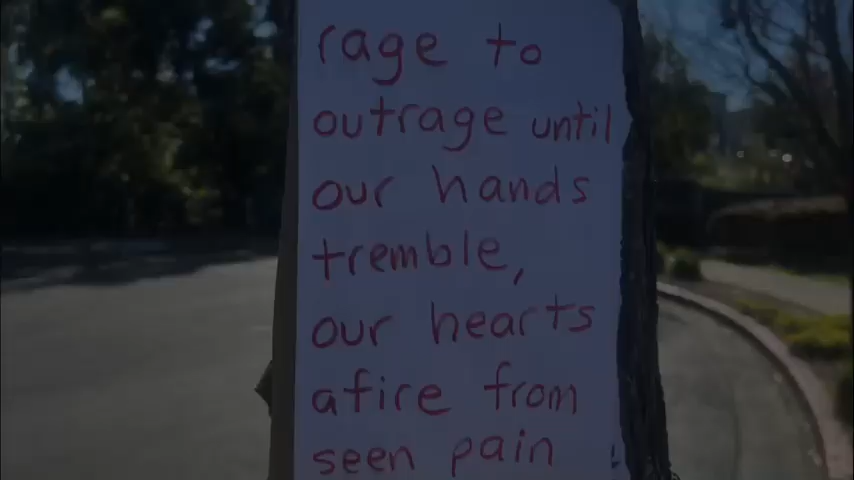 rage to
outrage until
our hands
tremble,
our hearts
afire from
seen pain